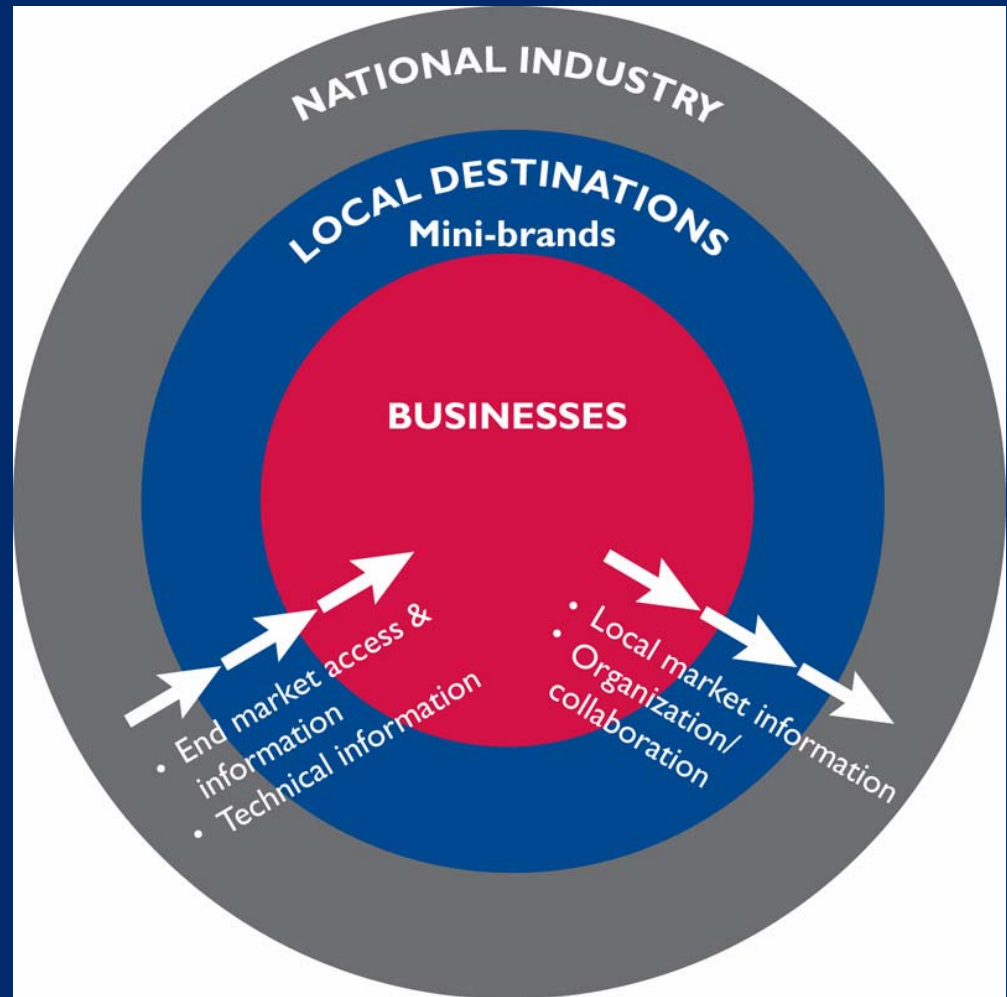 NATIONAL INDUSTRY
LOCAL DESTINATIONS
Mini-brands
BUSINESSES
• End market access &
information
• Technical information
• Local market information
• Organization/
collaboration